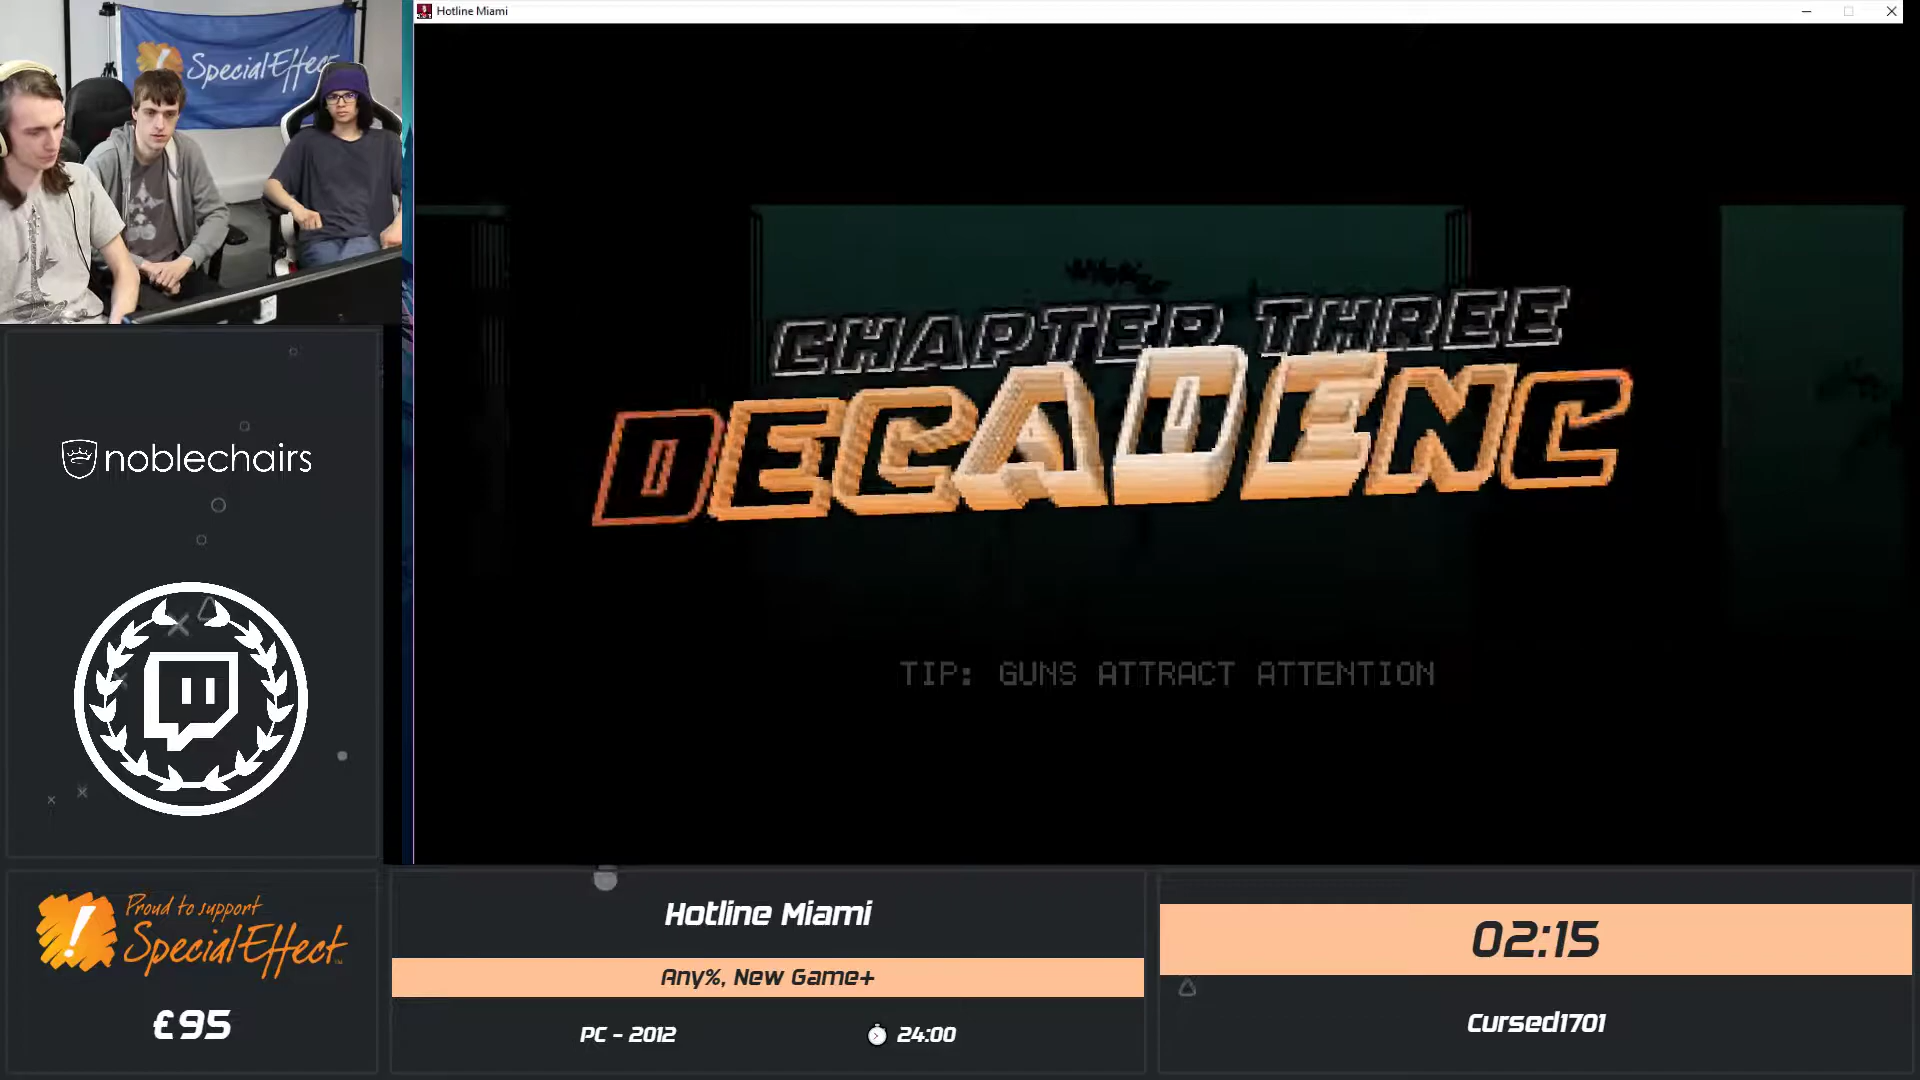 Hotline Miami
SpecialEffect
CHAPTER THREE
DECADENC
TIP: GUNS ATTRACT ATTENTION
noblechairs
Proud to support
SpecialEffect
£95
Hotline Miami
Any%, New Game+
PC - 2012
24:00
02:15
Cursed1701